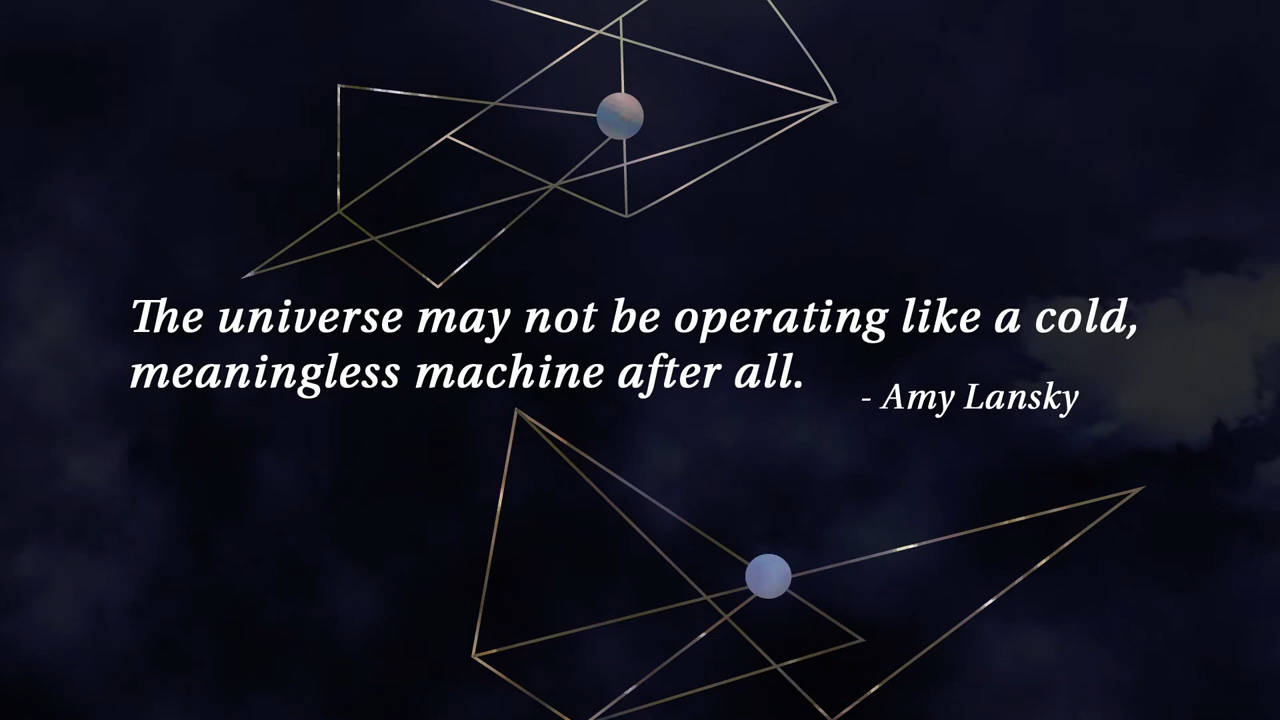 The universe may not be operating like a cold,
meaningless machine after all.
- Amy Lansky